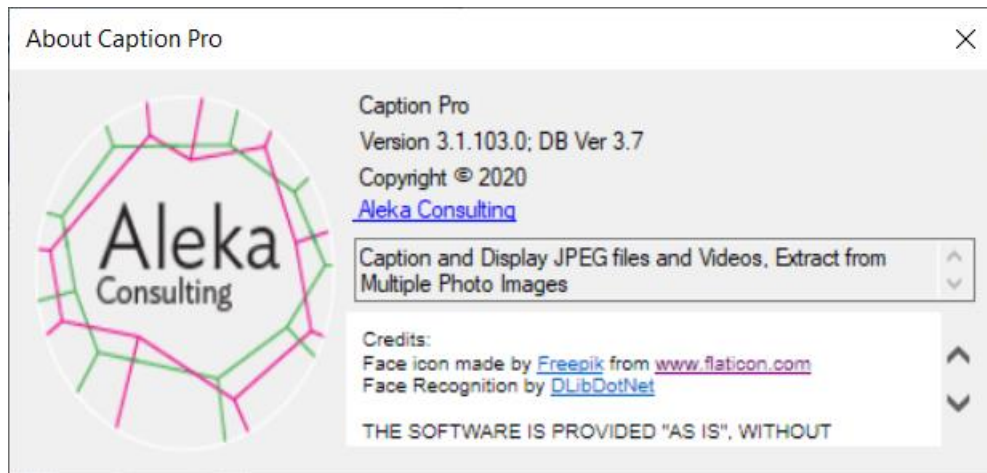 About Caption Pro
Aleka
Consulting
Caption Pro
Version 3.1.103.0; DB Ver 3.7
Copyright © 2020
Aleka Consulting
Caption and Display JPEG files and Videos, Extract from
Multiple Photo Images
Credits:
Face icon made by Freepik from www.flaticon.com
Face Recognition by DLibDotNet
THE SOFTWARE IS PROVIDED "AS IS", WITHOUT